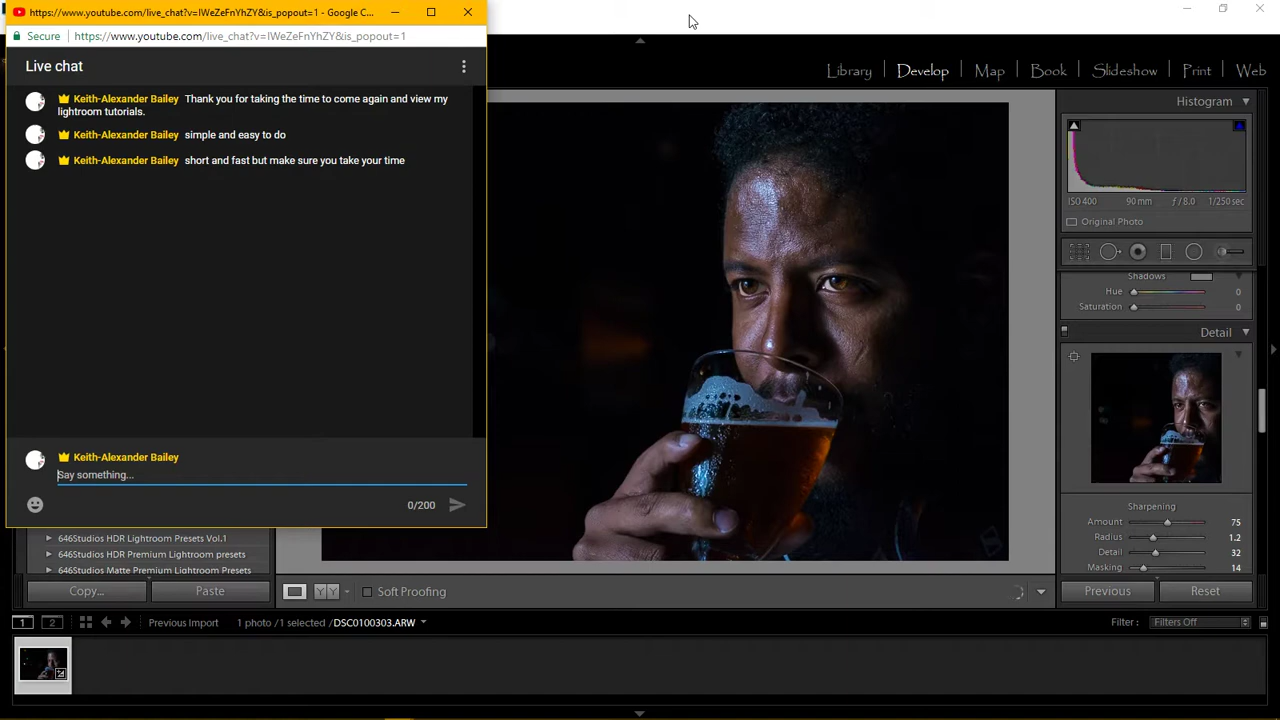 https://www.youtube.com/live_chat?v=IWeZeFnYhZY&is_popout=1 - Google C...
Secure
https://www.youtube.com/live_chat?v=IWeZeFnYhZY&is_popout=1
Live chat
Keith-Alexander Bailey Thank you for taking the time to come again and view my
lightroom tutorials.
Keith-Alexander Bailey simple and easy to do
Keith-Alexander Bailey short and fast but make sure you take your time
Keith-Alexander Bailey
Say something...
0/200
Library Develop Map Book Slideshow Print Web
Histogram
ISO 400 90 mm ƒ / 8.0 1/250 sec
Original Photo
Shadows
Hue 0
Saturation 0
Detail
Sharpening
Amount 75
Radius 1.2
Detail 32
Masking 14
646Studios HDR Lightroom Presets Vol.1
646Studios HDR Premium Lightroom presets
646Studios Matte Premium Lightroom Presets
Copy... Paste
Y Y
Soft Proofing
Previous Reset
1 2 Previous Import 1 photo / 1 selected / DSC0100303.ARW
Filter : Filters Off